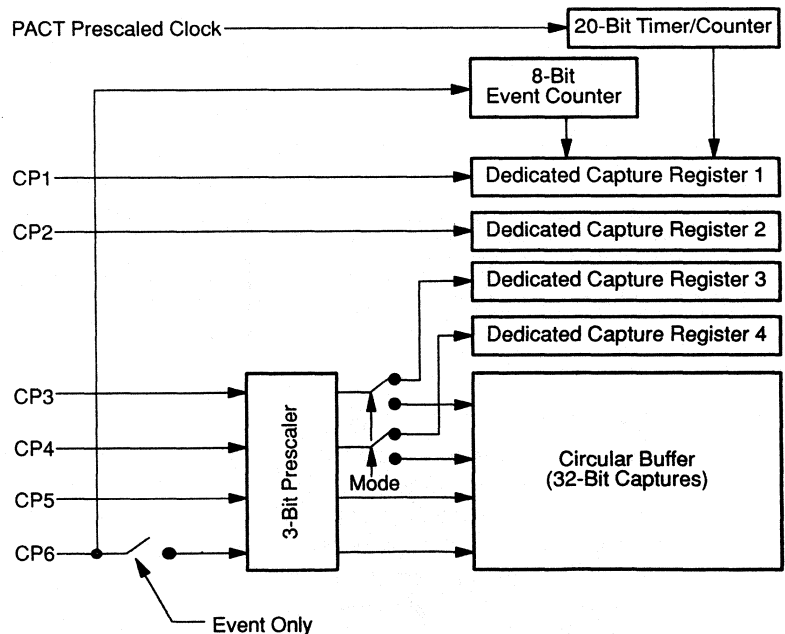 PACT Prescaled Clock
20-Bit Timer/Counter
8-Bit
Event Counter
CP1
Dedicated Capture Register 1
CP2
Dedicated Capture Register 2
Dedicated Capture Register 3
Dedicated Capture Register 4
CP3
CP4
CP5
CP6
3-Bit Prescaler
Mode
Circular Buffer
(32-Bit Captures)
Event Only